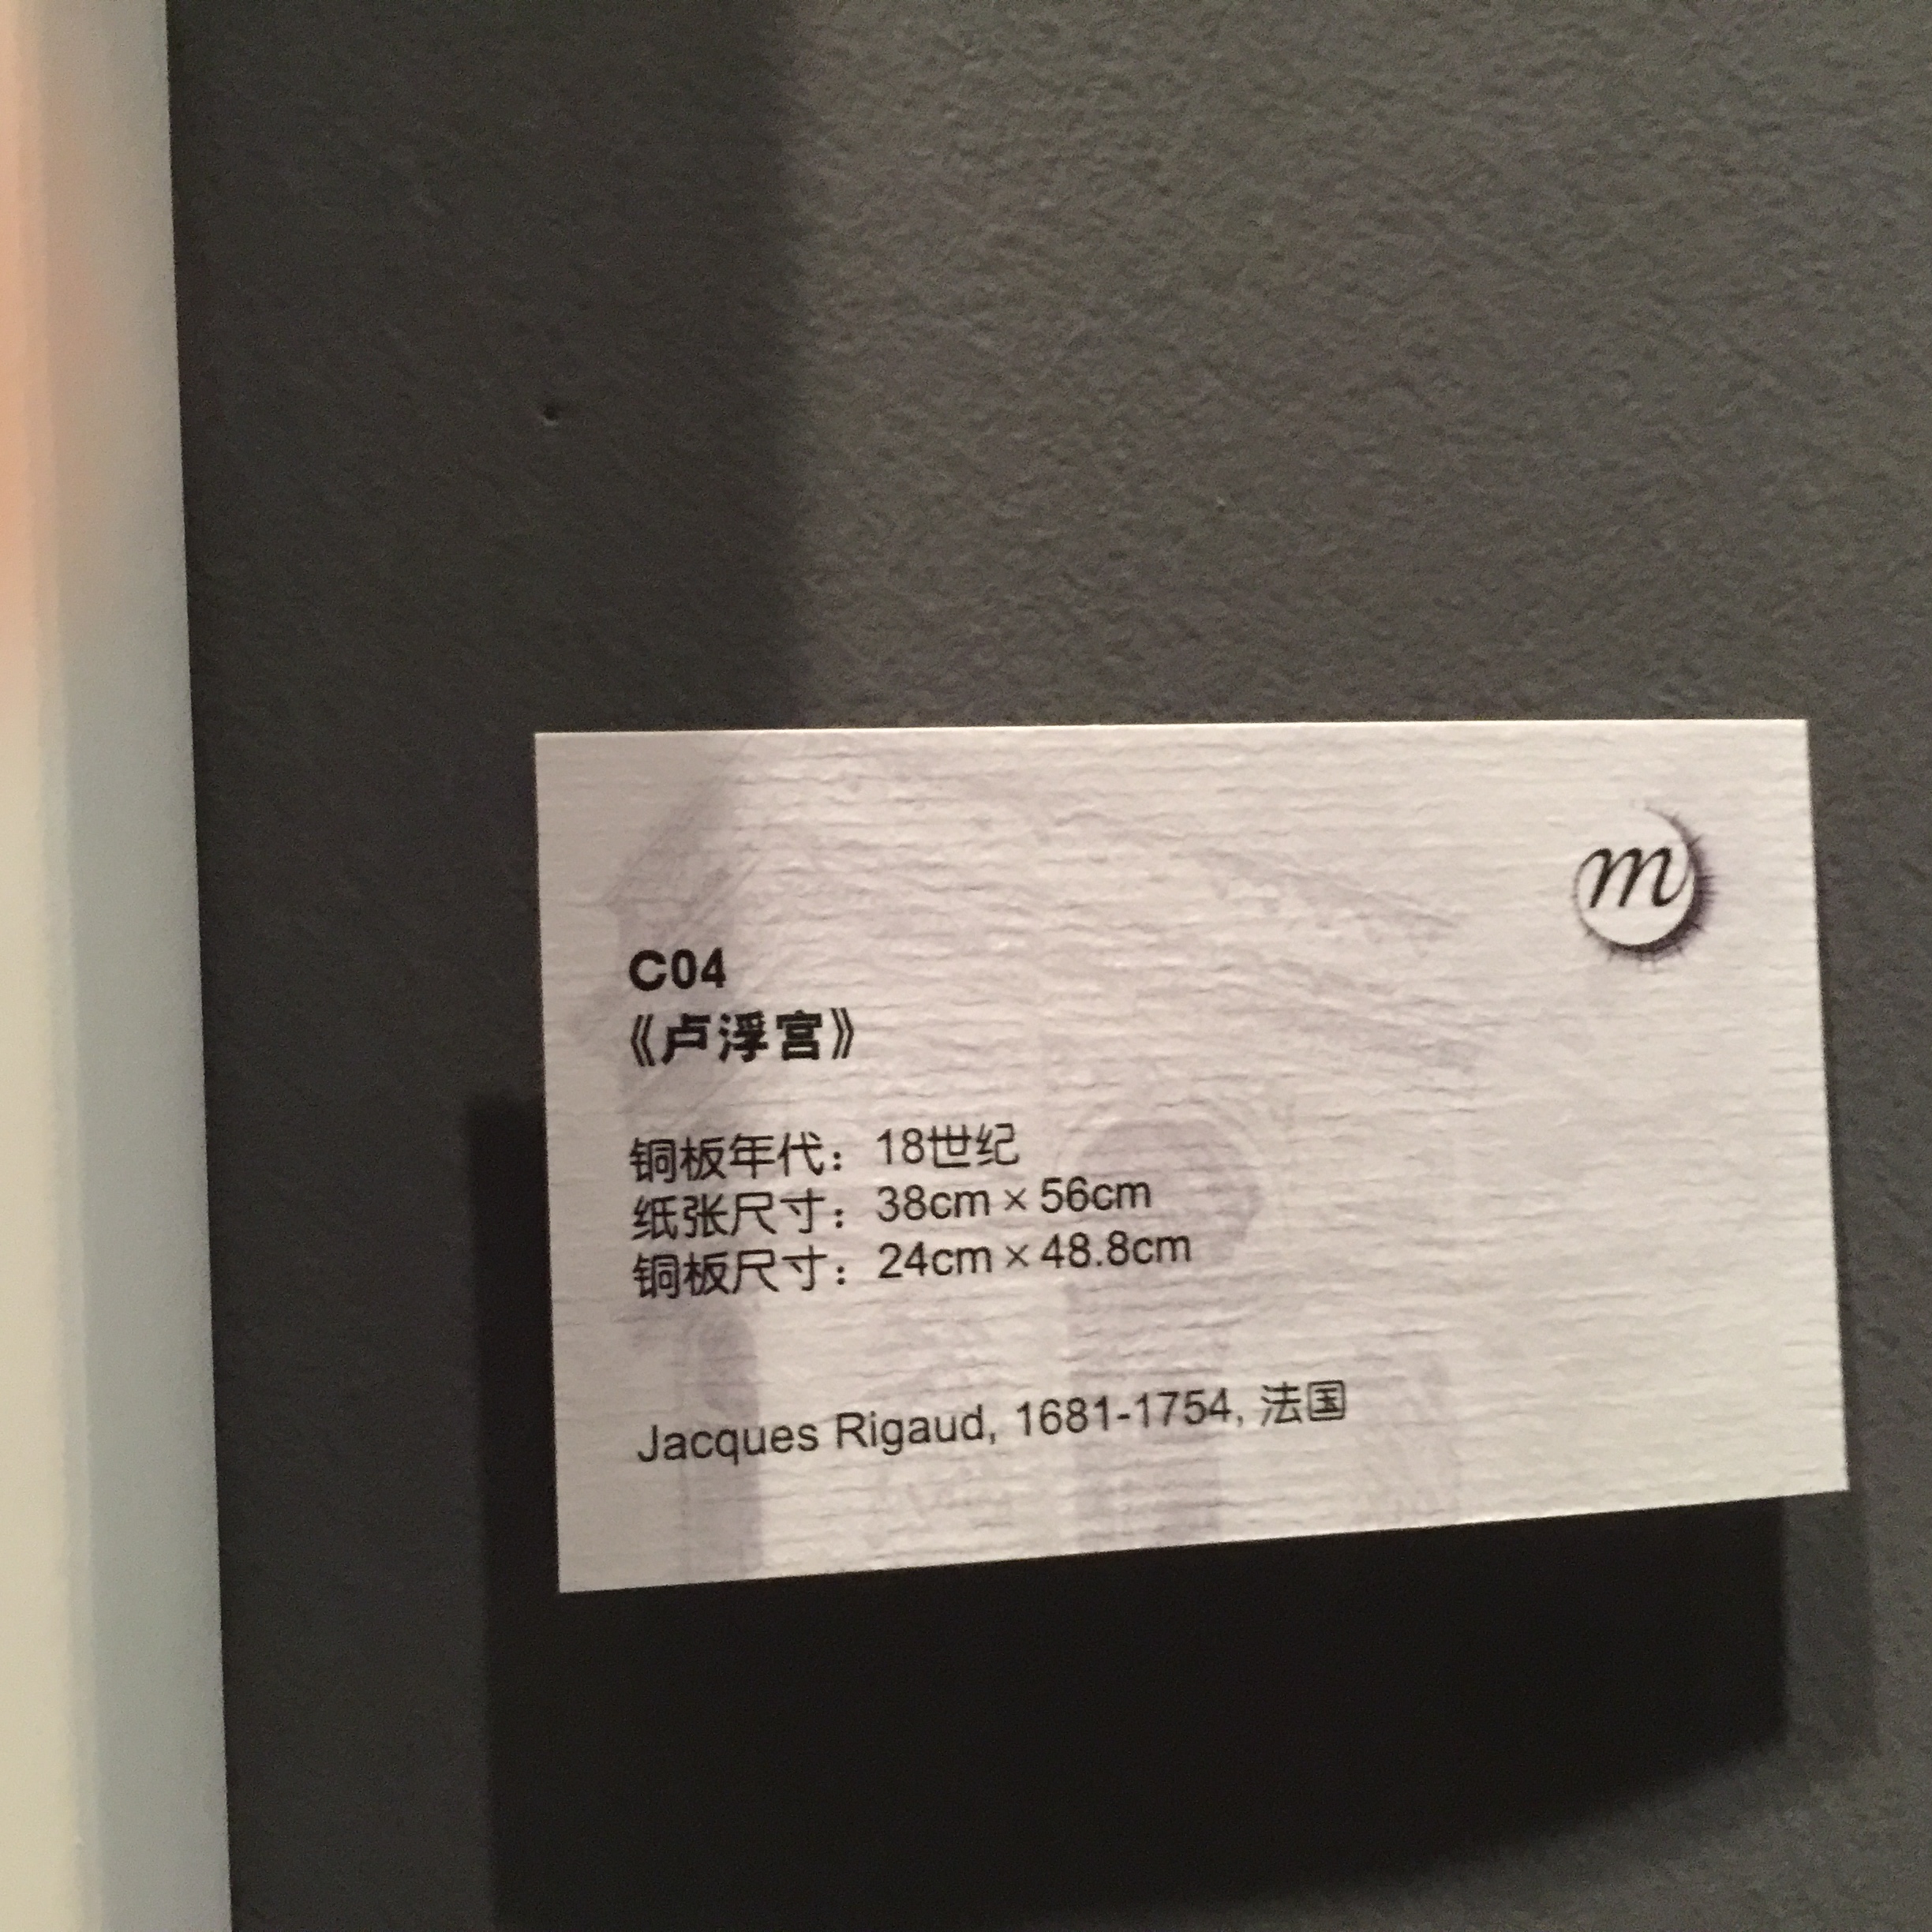 m
C04
《卢浮宫》
铜板年代：18世纪
纸张尺寸：38cm×56cm
铜板尺寸：24cm×48.8cm
Jacques Rigaud, 1681-1754, 法国